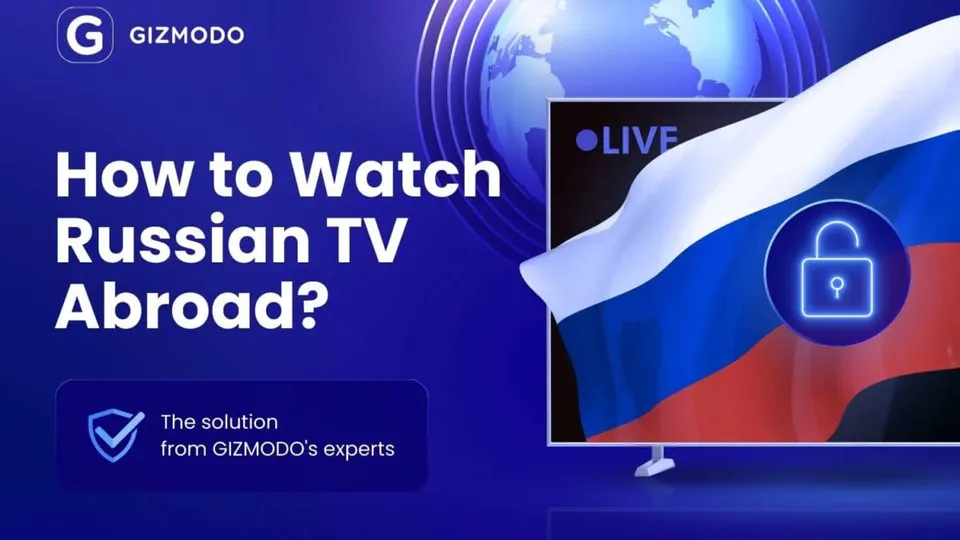 G GIZMODO
LIVE
How to Watch
Russian TV
Abroad?
The solution
from GIZMODO's experts